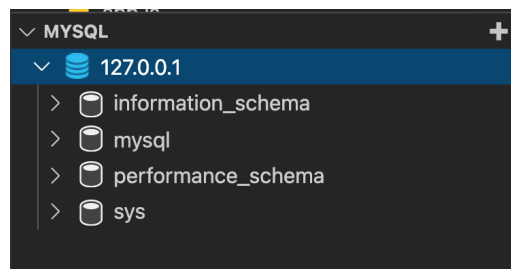 MYSQL
127.0.0.1
information_schema
mysql
performance_schema
sys